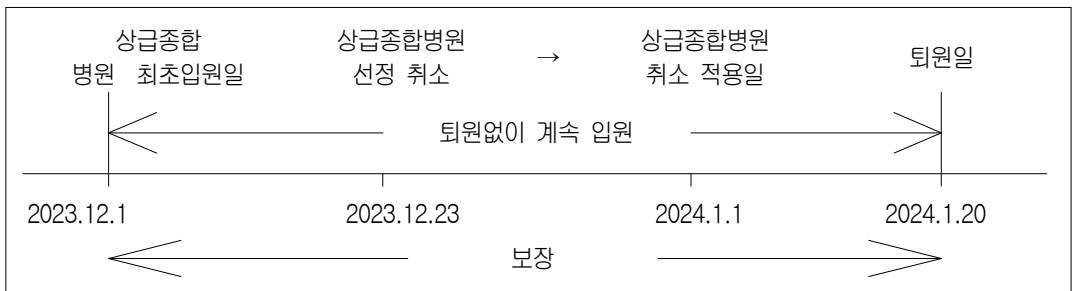 상급종합 상급종합병원 → 상급종합병원 퇴원일
병원 최초입원일 선정 취소 취소 적용일
퇴원없이 계속 입원
2023.12.1 2023.12.23 2024.1.1 2024.1.20
보장